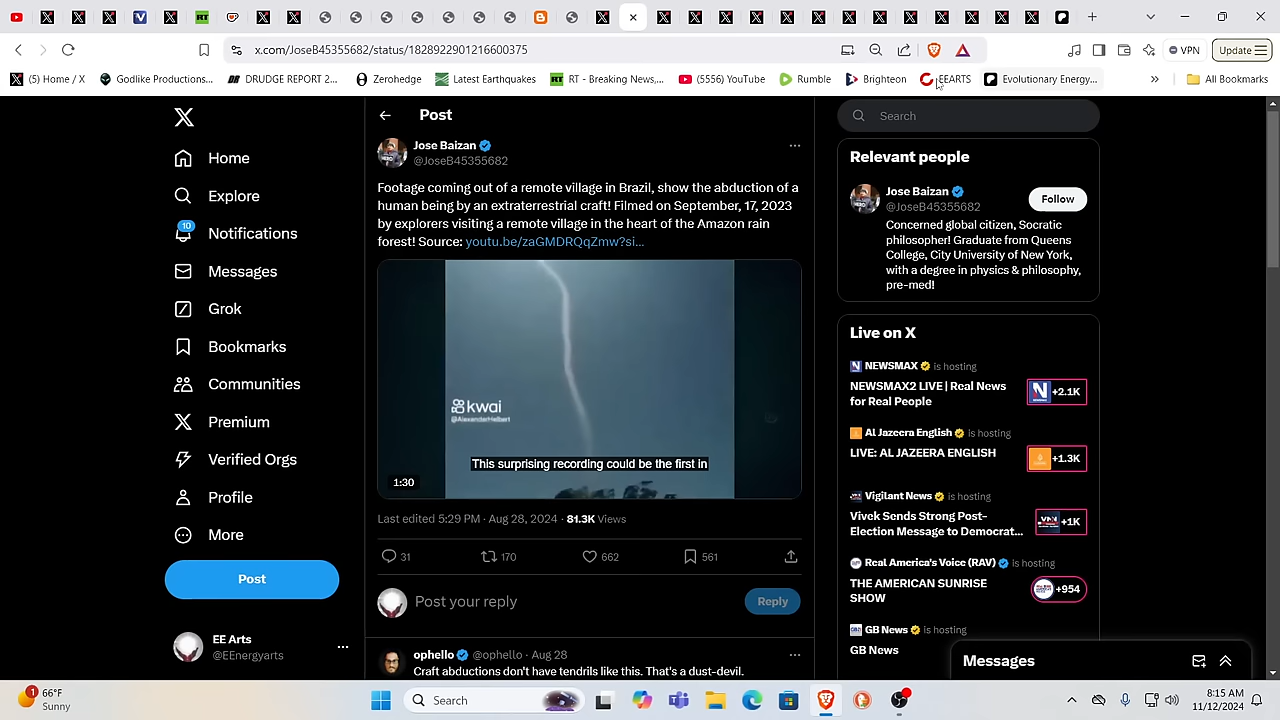 x.com/JoseB45355682/status/1828922901216600375
VPN
Update
(5) Home / X
Godlike Productions...
DRUDGE REPORT 2...
Zerohedge
Latest Earthquakes
RT - Breaking News,...
(5556) YouTube
Rumble
Brighteon
EEARTS
Evolutionary Energy...
All Bookmarks
Home
Explore
10
Notifications
Messages
Grok
Bookmarks
Communities
Premium
Verified Orgs
Profile
More
Post
EE Arts
@EEnergyarts
Post
Jose Baizan
@JoseB45355682
Footage coming out of a remote village in Brazil, show the abduction of a
human being by an extraterrestrial craft! Filmed on September, 17, 2023
by explorers visiting a remote village in the heart of the Amazon rain
forest! Source: youtu.be/zaGMDRQqZmw?si...
kwai
@AlexanderHelbert
This surprising recording could be the first in
1:30
Last edited 5:29 PM · Aug 28, 2024 · 81.3K Views
31
170
662
561
Post your reply
Reply
ophello @ophello · Aug 28
Craft abductions don't have tendrils like this. That's a dust-devil.
Search
Relevant people
Jose Baizan
@JoseB45355682
Follow
Concerned global citizen, Socratic
philosopher! Graduate from Queens
College, City University of New York,
with a degree in physics & philosophy,
pre-med!
Live on X
NEWSMAX is hosting
NEWSMAX2 LIVE | Real News
for Real People
+2.1K
Al Jazeera English is hosting
LIVE: AL JAZEERA ENGLISH
+1.3K
Vigilant News is hosting
Vivek Sends Strong Post-
Election Message to Democrat...
+1K
Real America's Voice (RAV) is hosting
THE AMERICAN SUNRISE
SHOW
+954
GB News is hosting
GB News
Messages
1
66°F
Sunny
Search
8:15 AM
11/12/2024